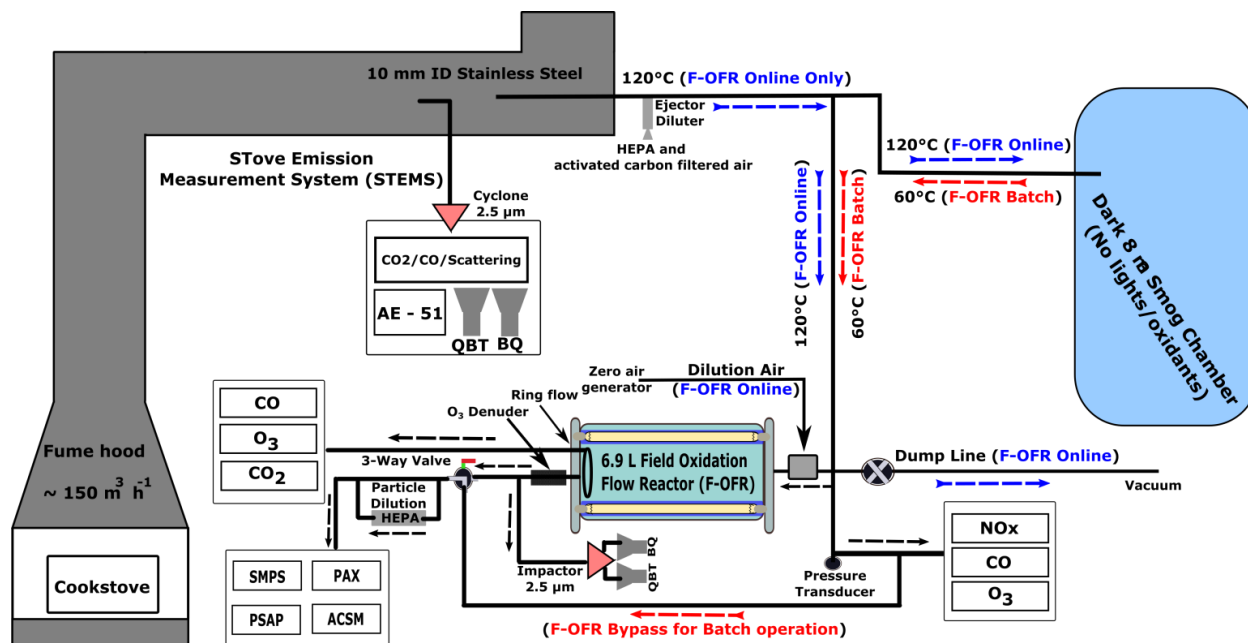 10 mm ID Stainless Steel
120°C (F-OFR Online Only)
Ejector
Diluter
HEPA and
activated carbon filtered air
STove Emission
Measurement System (STEMS)
Cyclone
2.5 µm
CO2/CO/Scattering
AE - 51
QBT
BQ
120°C (F-OFR Online)
60°C (F-OFR Batch)
120°C (F-OFR Online)
60°C (F-OFR Batch)
Dark 8 m3 Smog Chamber
(No lights/oxidants)
Zero air
generator
Dilution Air
(F-OFR Online)
Ring flow
O3 Denuder
CO
O3
CO2
3-Way Valve
6.9 L Field Oxidation
Flow Reactor (F-OFR)
Dump Line (F-OFR Online)
Vacuum
Fume hood
~ 150 m3 h-1
Particle
Dilution
HEPA
NOx
CO
O3
Cookstove
SMPS
PAX
PSAP
ACSM
Impactor
2.5 µm
BQ
QBT
Pressure
Transducer
(F-OFR Bypass for Batch operation)